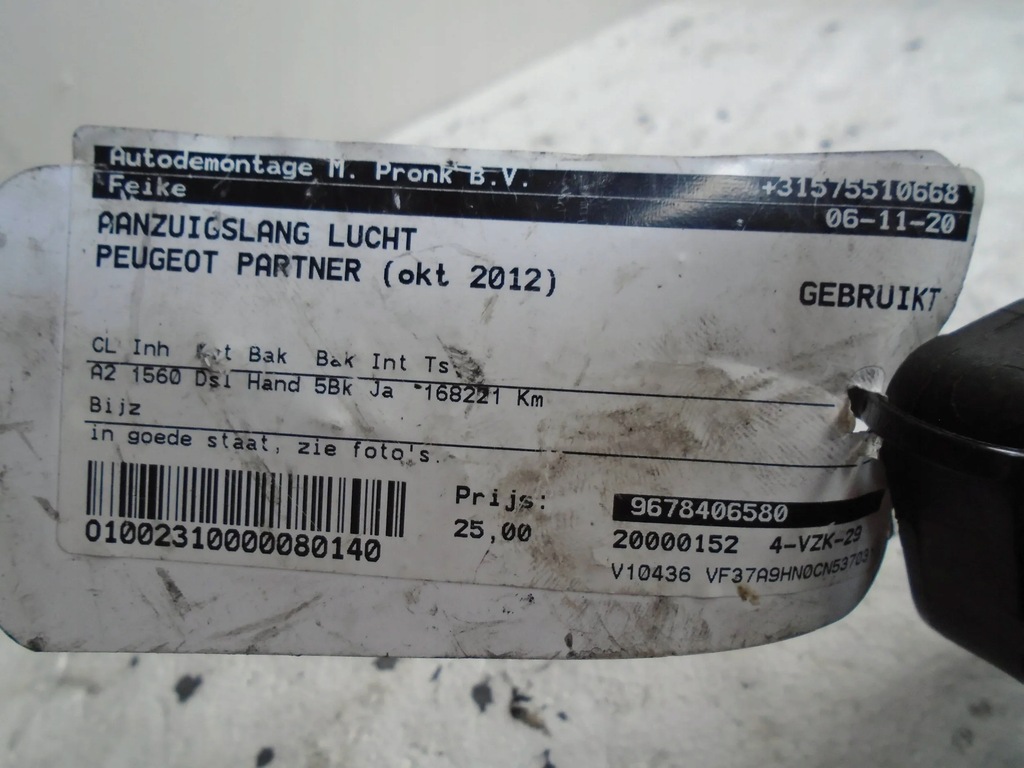 Autodemontage M. Pronk B.V. +31575510668
Feike 06-11-20
AANZUIGSLANG LUCHT
PEUGEOT PARTNER (okt 2012)
GEBRUIKT
CL Inh Bak Bak Int Ts
A2 1560 Dsl Hand 5Bk Ja 168221 Km
Bijz
in goede staat, zie foto's.
Prijs:
25,00
01002310000080140
9678406580
20000152 4-VZK-29
V10436 VF37A9HN0CN53703